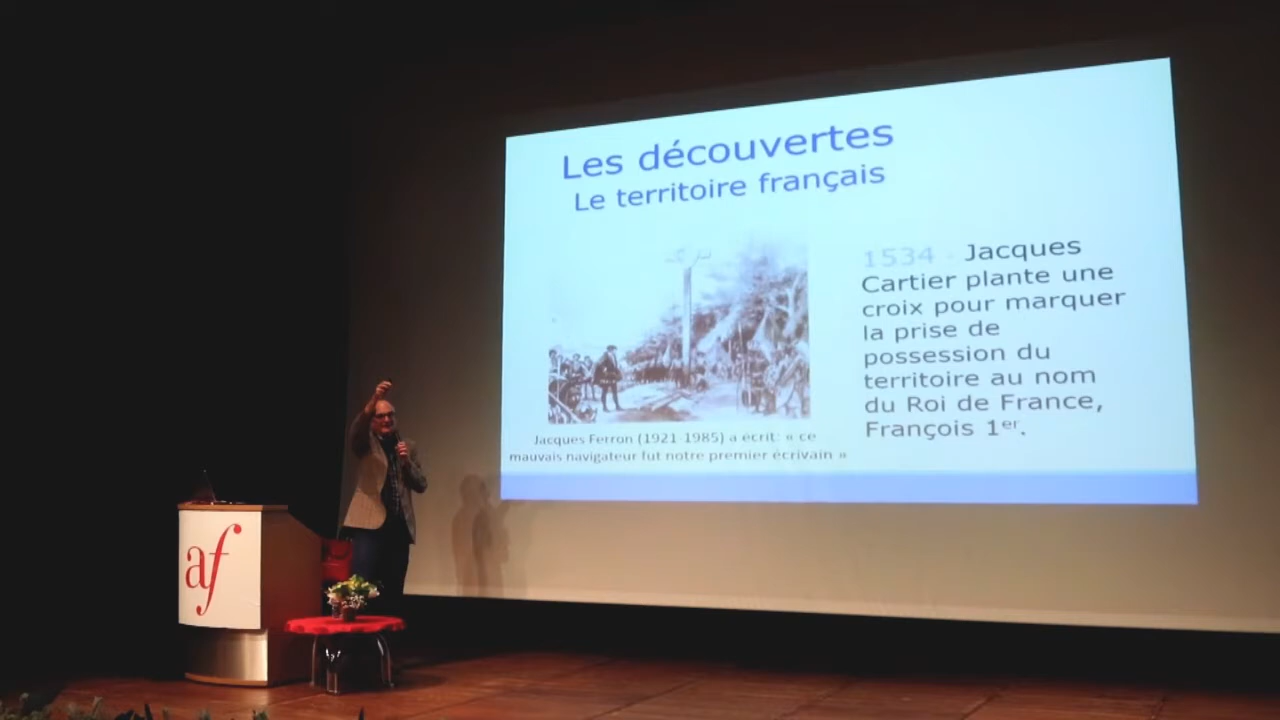 Les découvertes
Le territoire français
1534 - Jacques
Cartier plante une
croix pour marquer
la prise de
possession du
territoire au nom
du Roi de France,
François 1er.
Jacques Ferron (1921-1985) a écrit: « ce
mauvais navigateur fut notre premier écrivain »
af